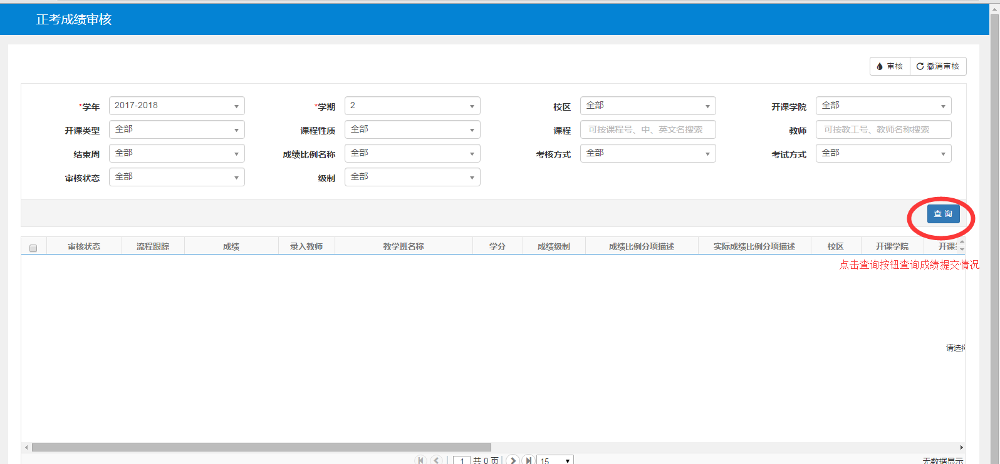 正考成绩审核
审核 撤消审核
*学年 2017-2018 *学期 2 校区 全部 开课学院 全部
开课类型 全部 课程性质 全部 课程 可按课程号、中、英文名搜索 教师 可按教工号、教师名称搜索
结束周 全部 成绩比例名称 全部 考核方式 全部 考试方式 全部
审核状态 全部 级制 全部
查 询
审核状态 流程跟踪 成绩 录入教师 教学班名称 学分 成绩级制 成绩比例分项描述 实际成绩比例分项描述 校区 开课学院 开课
点击查询按钮查询成绩提交情况
请选择
1 共 0 页 15 无数据显示